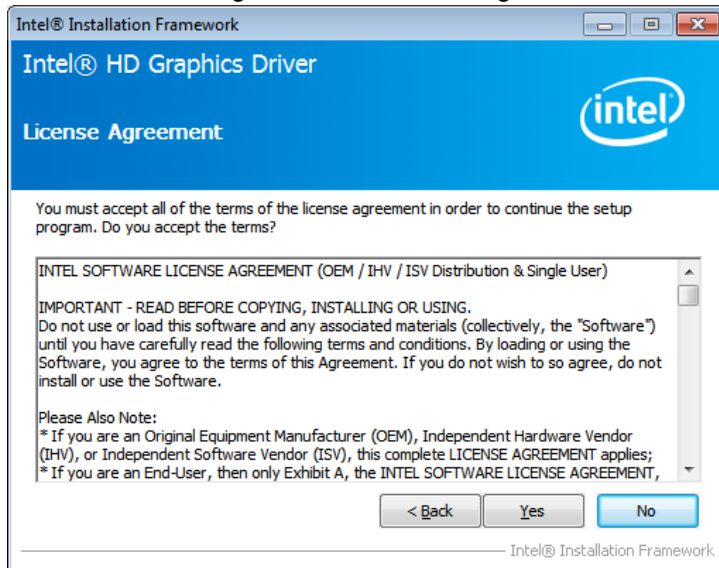 Intel® Installation Framework
Intel® HD Graphics Driver
intel
License Agreement
You must accept all of the terms of the license agreement in order to continue the setup
program. Do you accept the terms?
INTEL SOFTWARE LICENSE AGREEMENT (OEM / IHV / ISV Distribution & Single User)
IMPORTANT - READ BEFORE COPYING, INSTALLING OR USING.
Do not use or load this software and any associated materials (collectively, the "Software")
until you have carefully read the following terms and conditions. By loading or using the
Software, you agree to the terms of this Agreement. If you do not wish to so agree, do not
install or use the Software.
Please Also Note:
* If you are an Original Equipment Manufacturer (OEM), Independent Hardware Vendor
(IHV), or Independent Software Vendor (ISV), this complete LICENSE AGREEMENT applies;
* If you are an End-User, then only Exhibit A, the INTEL SOFTWARE LICENSE AGREEMENT,
< Back Yes No
Intel® Installation Framework